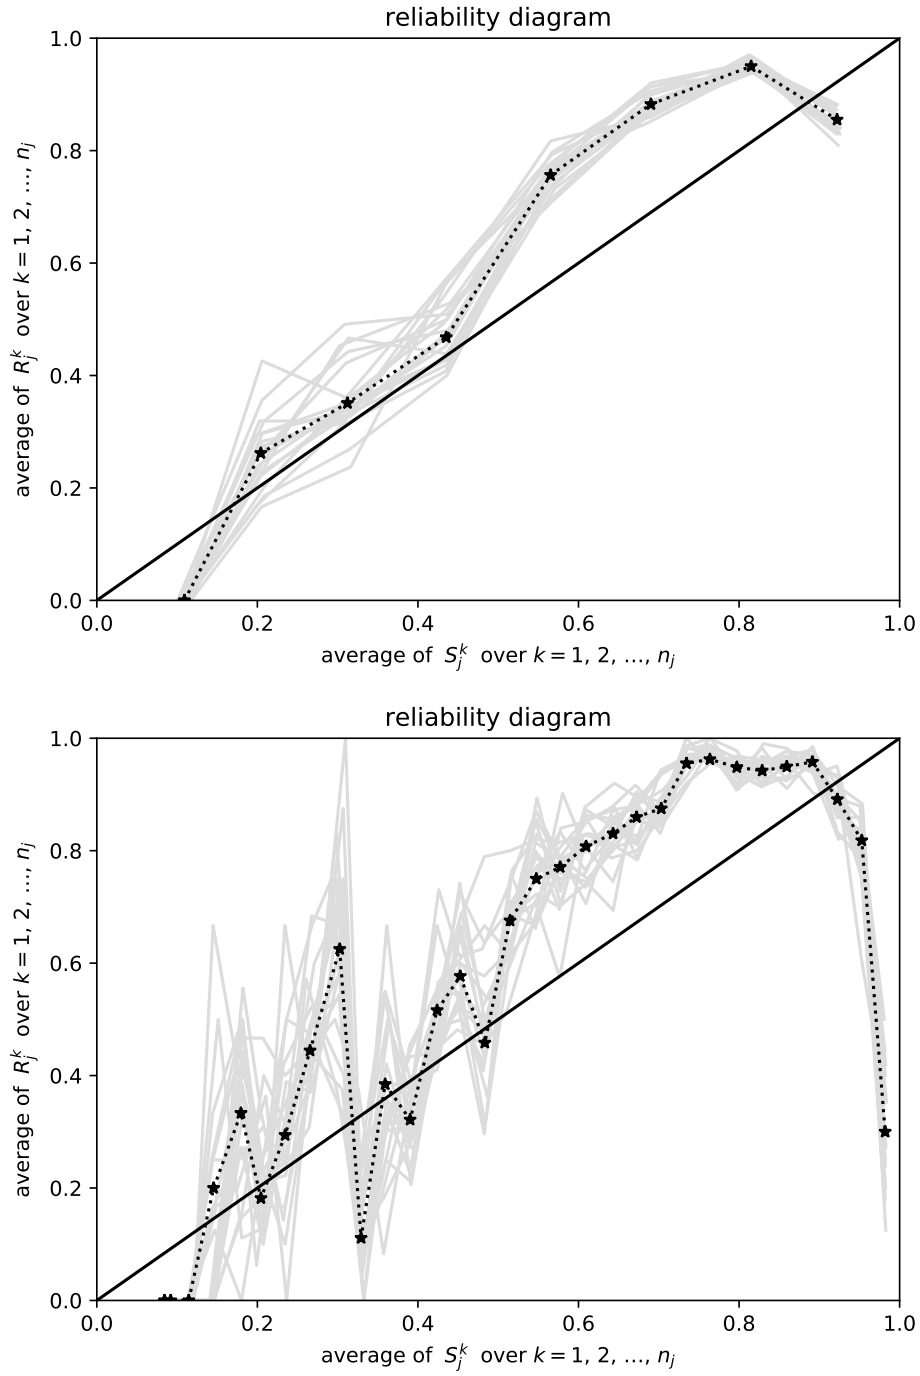 reliability diagram
1.0
0.8
0.6
0.4
0.2
0.0
average of R_j^k over k = 1, 2, ..., n_j
0.0 0.2 0.4 0.6 0.8 1.0
average of S_j^k over k = 1, 2, ..., n_j
reliability diagram
1.0
0.8
0.6
0.4
0.2
0.0
average of R_j^k over k = 1, 2, ..., n_j
0.0 0.2 0.4 0.6 0.8 1.0
average of S_j^k over k = 1, 2, ..., n_j